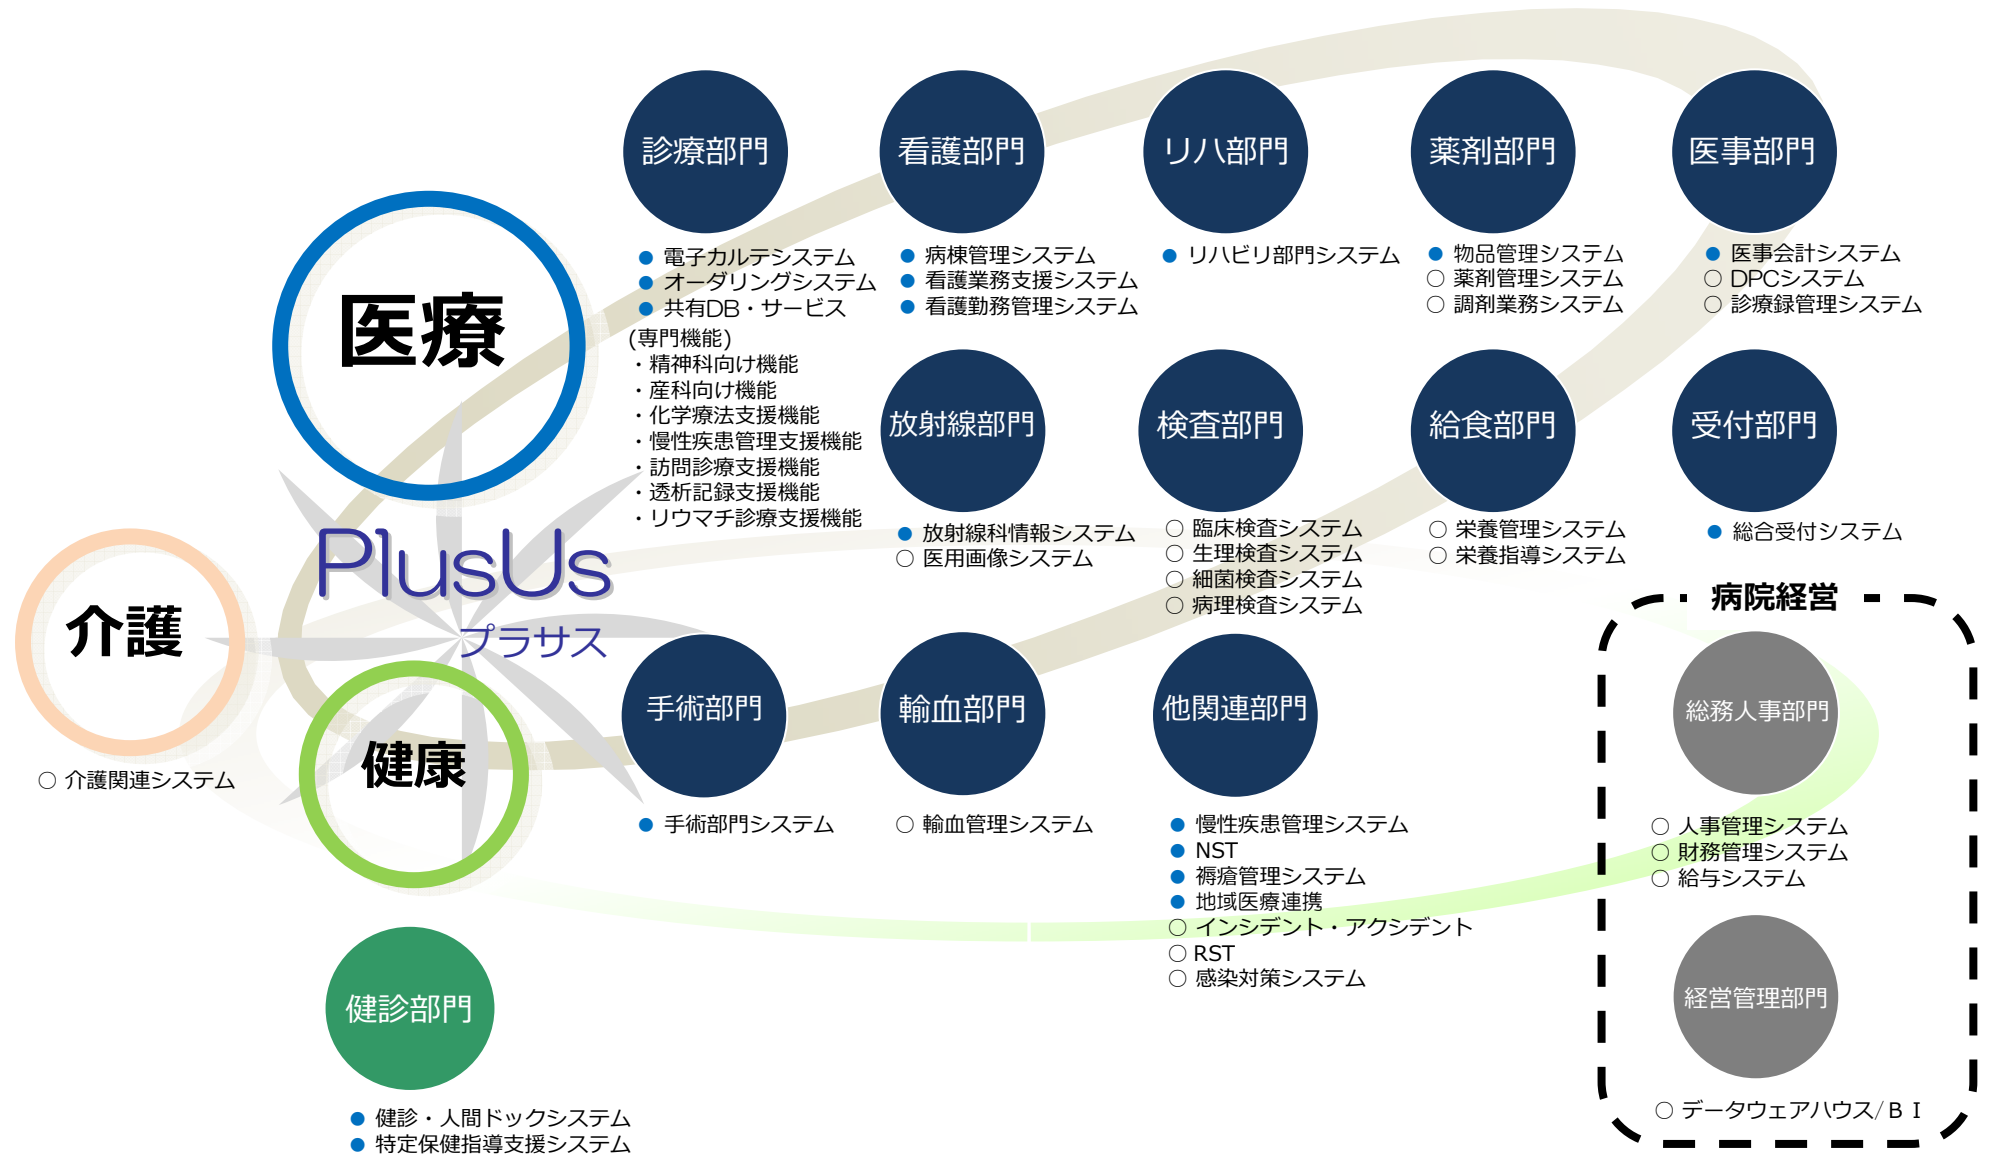 診療部門
● 電子カルテシステム
● オーダリングシステム
● 共有DB・サービス
(専門機能)
・精神科向け機能
・産科向け機能
・化学療法支援機能
・慢性疾患管理支援機能
・訪問診療支援機能
・透析記録支援機能
・リウマチ診療支援機能
看護部門
● 病棟管理システム
● 看護業務支援システム
● 看護勤務管理システム
リハ部門
● リハビリ部門システム
薬剤部門
● 物品管理システム
○ 薬剤管理システム
○ 調剤業務システム
医事部門
● 医事会計システム
○ DPCシステム
○ 診療録管理システム
医療
放射線部門
● 放射線科情報システム
○ 医用画像システム
検査部門
○ 臨床検査システム
○ 生理検査システム
○ 細菌検査システム
○ 病理検査システム
給食部門
○ 栄養管理システム
○ 栄養指導システム
受付部門
● 総合受付システム
PlusUs
プラサス
介護
○ 介護関連システム
健康
手術部門
● 手術部門システム
輸血部門
○ 輸血管理システム
他関連部門
● 慢性疾患管理システム
● NST
● 褥瘡管理システム
● 地域医療連携
○ インシデント・アクシデント
○ RST
○ 感染対策システム
病院経営
総務人事部門
○ 人事管理システム
○ 財務管理システム
○ 給与システム
経営管理部門
○ データウェアハウス/ＢＩ
健診部門
● 健診・人間ドックシステム
● 特定保健指導支援システム